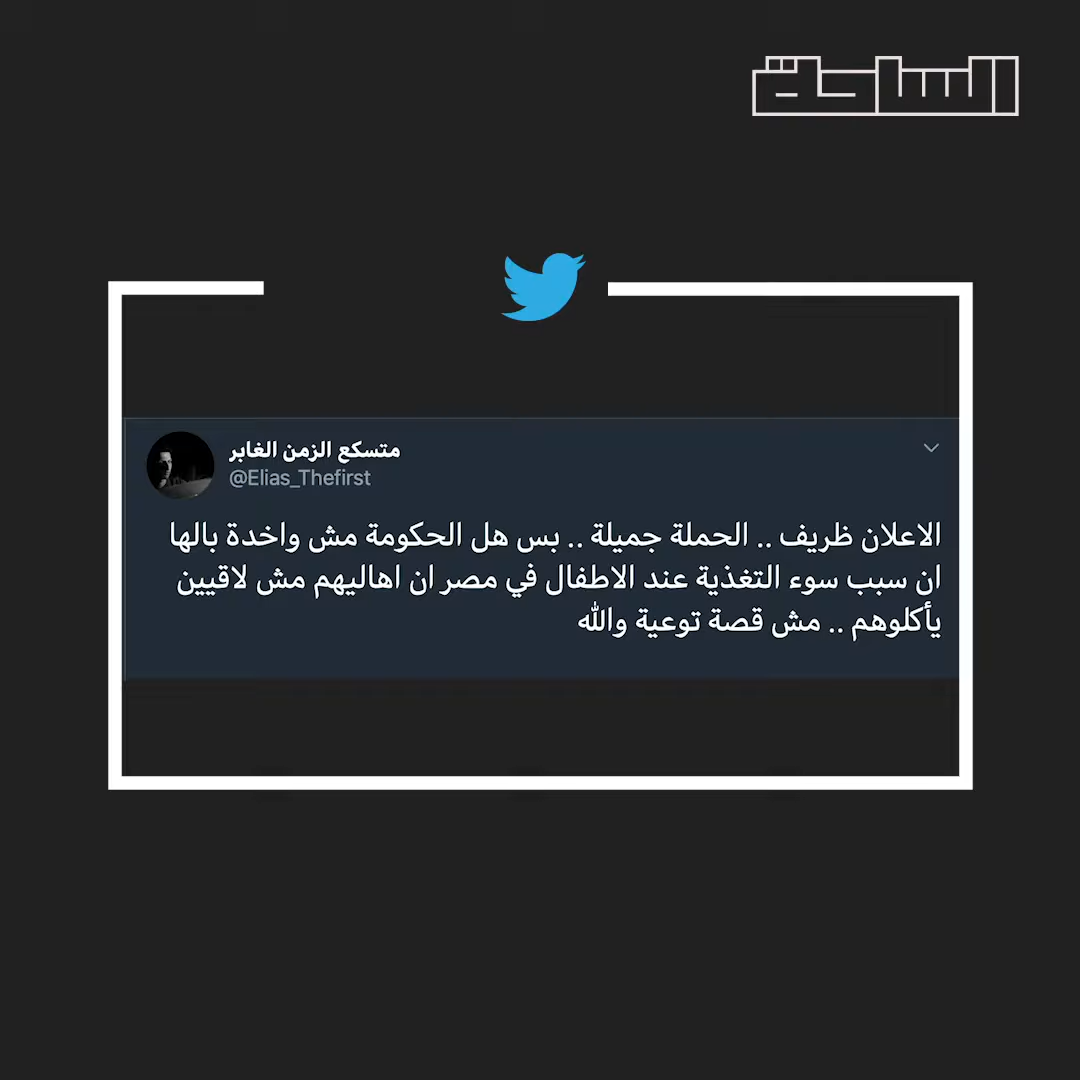 الساحة
متسكع الزمن الغابر
@Elias_Thefirst
الاعلان ظريف .. الحملة جميلة .. بس هل الحكومة مش واخدة بالها
ان سبب سوء التغذية عند الاطفال في مصر ان اهاليهم مش لاقيين
يأكلوهم .. مش قصة توعية والله